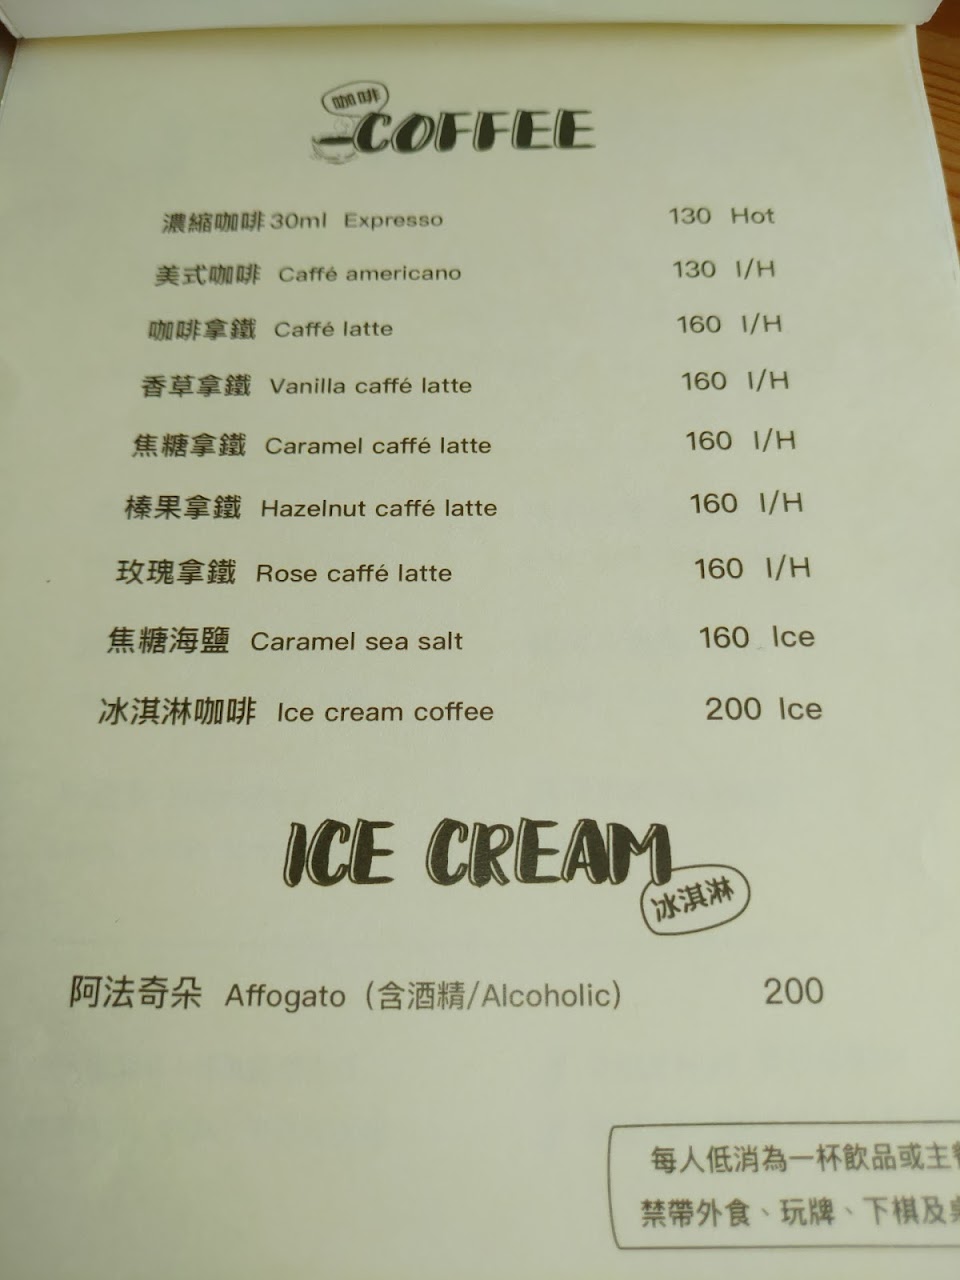 咖啡
COFFEE
濃縮咖啡 30ml Expresso 130 Hot
美式咖啡 Caffé americano 130 I/H
咖啡拿鐵 Caffé latte 160 I/H
香草拿鐵 Vanilla caffé latte 160 I/H
焦糖拿鐵 Caramel caffé latte 160 I/H
榛果拿鐵 Hazelnut caffé latte 160 I/H
玫瑰拿鐵 Rose caffé latte 160 I/H
焦糖海鹽 Caramel sea salt 160 Ice
冰淇淋咖啡 Ice cream coffee 200 Ice
ICE CREAM
冰淇淋
阿法奇朵 Affogato (含酒精/Alcoholic) 200
每人低消為一杯飲品或主
禁帶外食、玩牌、下棋及